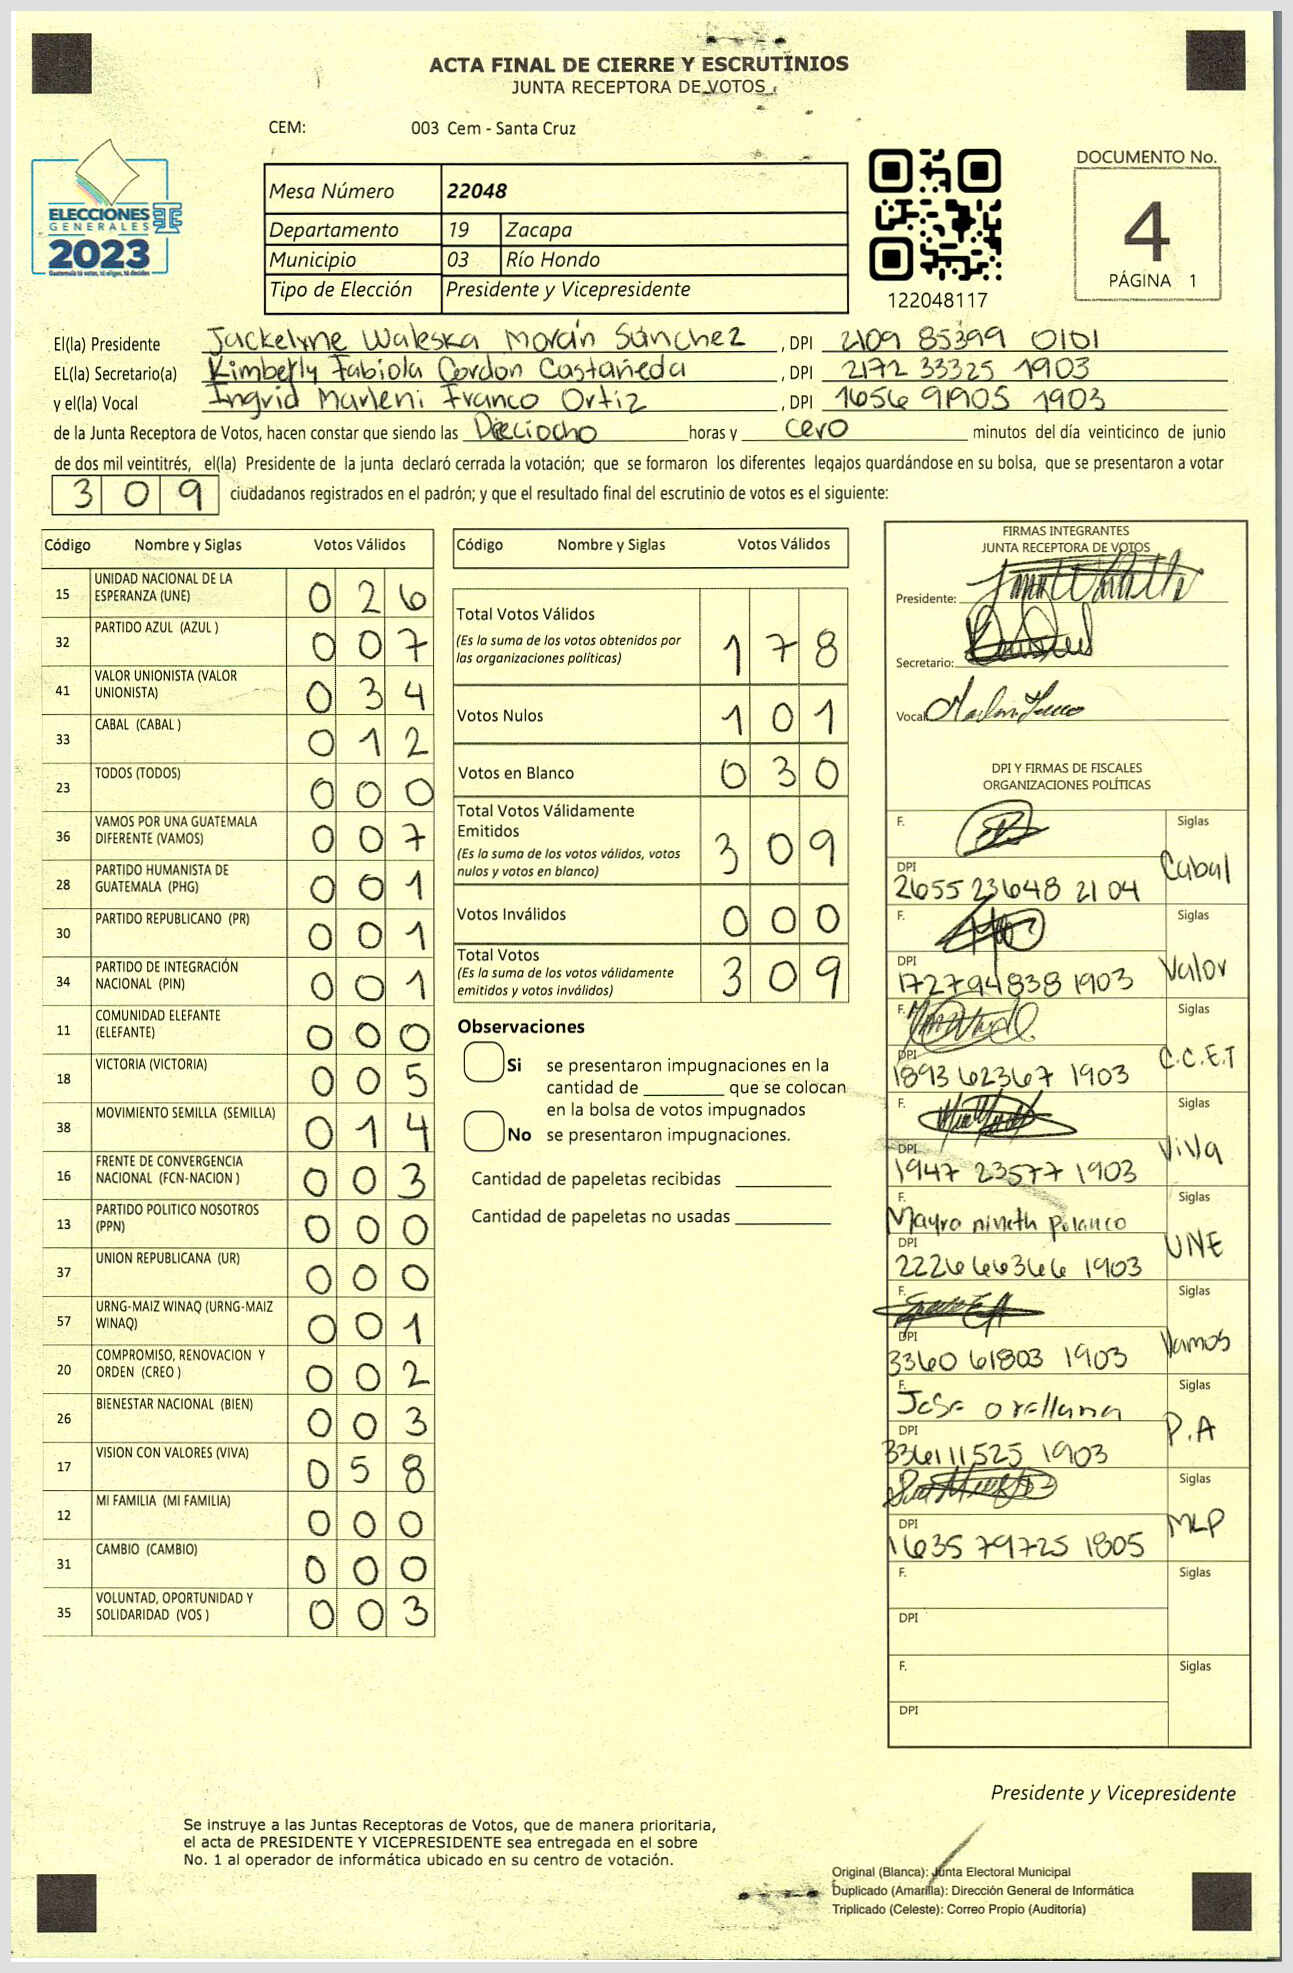 ACTA FINAL DE CIERRE Y ESCRUTINIOS
JUNTA RECEPTORA DE VOTOS
CEM: 003 Cem - Santa Cruz
ELECCIONES
GENERALES
2023
Guatemala tú votas, tú eliges, tú decides
Mesa Número 22048
Departamento 19 Zacapa
Municipio 03 Río Hondo
Tipo de Elección Presidente y Vicepresidente
122048117
DOCUMENTO No.
4
PÁGINA 1
El(la) Presidente Jackelyne Waleska Morán Sánchez , DPI 2109 85399 0101
EL(la) Secretario(a) Kimberly Fabiola Cordon Castañeda , DPI 2172 33325 1903
y el(la) Vocal Ingrid Marleni Franco Ortiz , DPI 1656 91905 1903
de la Junta Receptora de Votos, hacen constar que siendo las Dieciocho horas y cero minutos del día veinticinco de junio
de dos mil veintitrés, el(la) Presidente de la junta declaró cerrada la votación; que se formaron los diferentes legajos guardándose en su bolsa, que se presentaron a votar
309 ciudadanos registrados en el padrón; y que el resultado final del escrutinio de votos es el siguiente:
Código Nombre y Siglas Votos Válidos
15 UNIDAD NACIONAL DE LA ESPERANZA (UNE) 0 2 6
32 PARTIDO AZUL (AZUL ) 0 0 7
41 VALOR UNIONISTA (VALOR UNIONISTA) 0 3 4
33 CABAL (CABAL ) 0 1 2
23 TODOS (TODOS) 0 0 0
36 VAMOS POR UNA GUATEMALA DIFERENTE (VAMOS) 0 0 7
28 PARTIDO HUMANISTA DE GUATEMALA (PHG) 0 0 1
30 PARTIDO REPUBLICANO (PR) 0 0 1
34 PARTIDO DE INTEGRACIÓN NACIONAL (PIN) 0 0 1
11 COMUNIDAD ELEFANTE (ELEFANTE) 0 0 0
18 VICTORIA (VICTORIA) 0 0 5
38 MOVIMIENTO SEMILLA (SEMILLA) 0 1 4
16 FRENTE DE CONVERGENCIA NACIONAL (FCN-NACION ) 0 0 3
13 PARTIDO POLITICO NOSOTROS (PPN) 0 0 0
37 UNION REPUBLICANA (UR) 0 0 0
57 URNG-MAIZ WINAQ (URNG-MAIZ WINAQ) 0 0 1
20 COMPROMISO, RENOVACION Y ORDEN (CREO ) 0 0 2
26 BIENESTAR NACIONAL (BIEN) 0 0 3
17 VISION CON VALORES (VIVA) 0 5 8
12 MI FAMILIA (MI FAMILIA) 0 0 0
31 CAMBIO (CAMBIO) 0 0 0
35 VOLUNTAD, OPORTUNIDAD Y SOLIDARIDAD (VOS ) 0 0 3
Código Nombre y Siglas Votos Válidos
Total Votos Válidos
(Es la suma de los votos obtenidos por las organizaciones políticas) 1 7 8
Votos Nulos 1 0 1
Votos en Blanco 0 3 0
Total Votos Válidamente Emitidos
(Es la suma de los votos válidos, votos nulos y votos en blanco) 3 0 9
Votos Inválidos 0 0 0
Total Votos
(Es la suma de los votos válidamente emitidos y votos inválidos) 3 0 9
Observaciones
Si se presentaron impugnaciones en la
cantidad de ________ que se colocan
en la bolsa de votos impugnados
No se presentaron impugnaciones.
Cantidad de papeletas recibidas
Cantidad de papeletas no usadas
FIRMAS INTEGRANTES
JUNTA RECEPTORA DE VOTOS
Presidente:
Secretario:
Vocal
DPI Y FIRMAS DE FISCALES
ORGANIZACIONES POLÍTICAS
F. Siglas Cabal
DPI 2655 23648 2104
F. Siglas Valor
DPI 1727 94838 1903
F. Siglas C.C.E.T
DPI 1893 62367 1903
F. Siglas ViVa
DPI 1947 23577 1903
F. Mayra nineth polanco Siglas UNE
DPI 2226 66366 1903
F. Siglas Vamos
DPI 3360 61803 1903
F. Jose orellana Siglas P.A
DPI 3361 11525 1903
F. Siglas MLP
DPI 1635 79725 1805
F. Siglas
DPI
F. Siglas
DPI
Presidente y Vicepresidente
Se instruye a las Juntas Receptoras de Votos, que de manera prioritaria,
el acta de PRESIDENTE Y VICEPRESIDENTE sea entregada en el sobre
No. 1 al operador de informática ubicado en su centro de votación.
Original (Blanca): Junta Electoral Municipal
Duplicado (Amarilla): Dirección General de Informática
Triplicado (Celeste): Correo Propio (Auditoría)